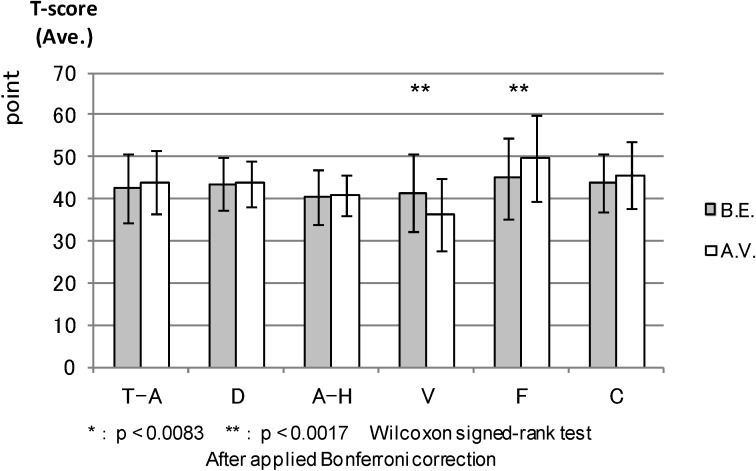 T-score
(Ave.)
point
70
60
50
40
30
20
10
0
** **
T-A D A-H V F C
B.E.
A.V.
* : p < 0.0083 ** : p < 0.0017 Wilcoxon signed-rank test
After applied Bonferroni correction